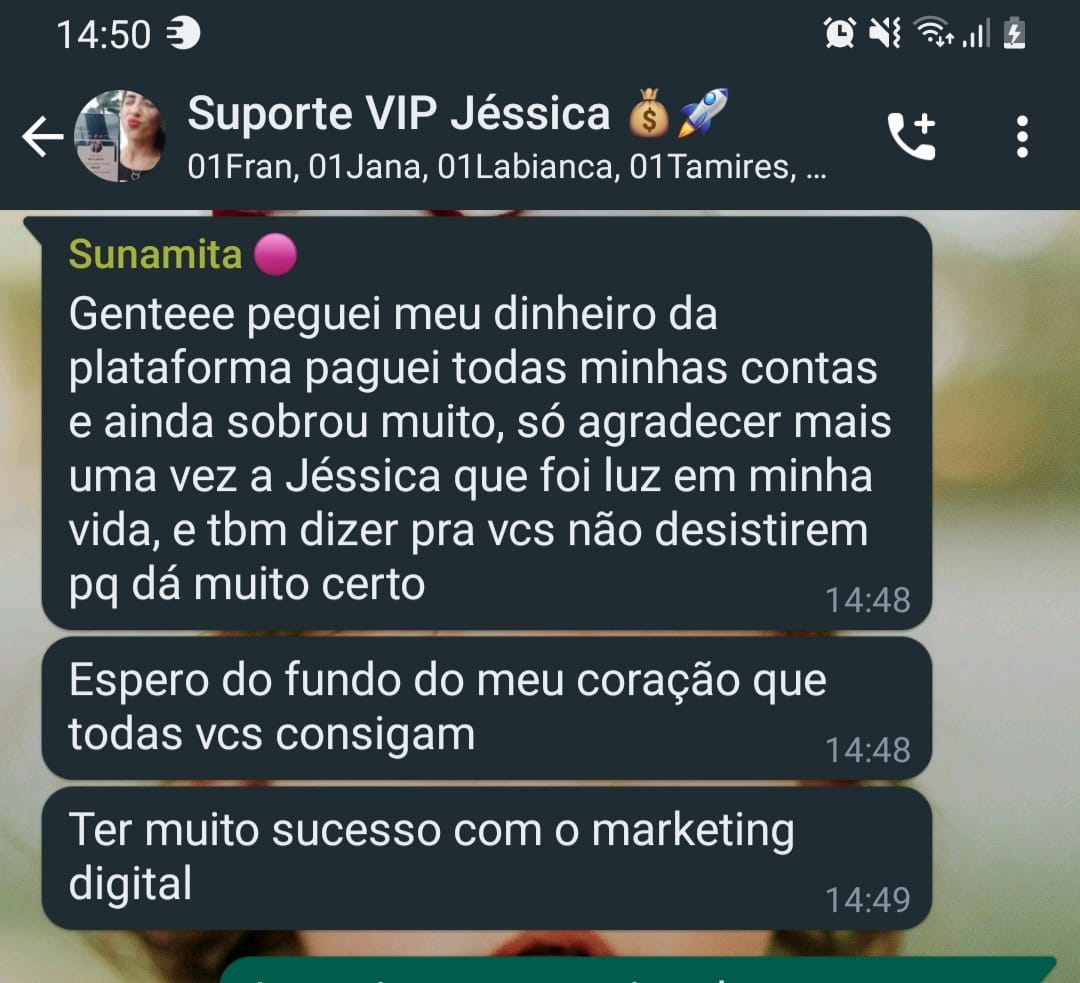 14:50
Suporte VIP Jéssica 💰🚀
01Fran, 01Jana, 01Labianca, 01Tamires, ...
Sunamita
Genteee peguei meu dinheiro da
plataforma paguei todas minhas contas
e ainda sobrou muito, só agradecer mais
uma vez a Jéssica que foi luz em minha
vida, e tbm dizer pra vcs não desistirem
pq dá muito certo
14:48
Espero do fundo do meu coração que
todas vcs consigam
14:48
Ter muito sucesso com o marketing
digital
14:49